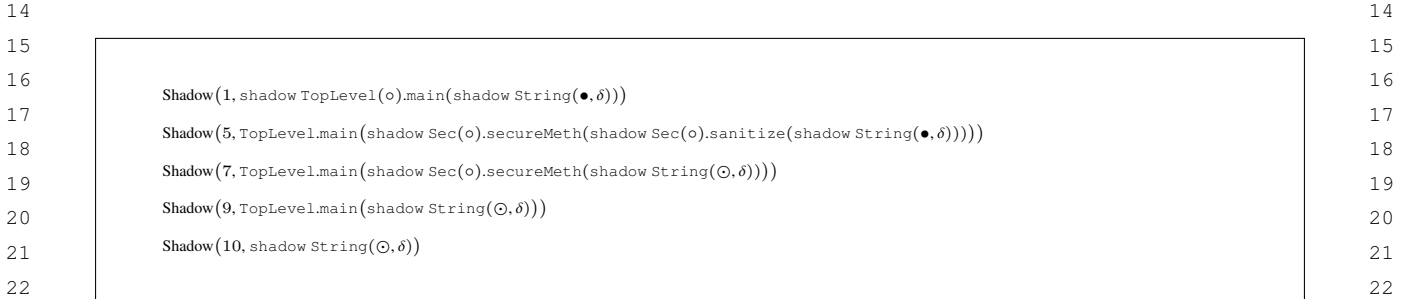 14 14
15 15
16 Shadow(1, shadow TopLevel(∘).main(shadow String(•, δ))) 16
17 Shadow(5, TopLevel.main(shadow Sec(∘).secureMeth(shadow Sec(∘).sanitize(shadow String(•, δ))))) 17
18 18
19 Shadow(7, TopLevel.main(shadow Sec(∘).secureMeth(shadow String(⊙, δ)))) 19
20 Shadow(9, TopLevel.main(shadow String(⊙, δ))) 20
21 Shadow(10, shadow String(⊙, δ)) 21
22 22